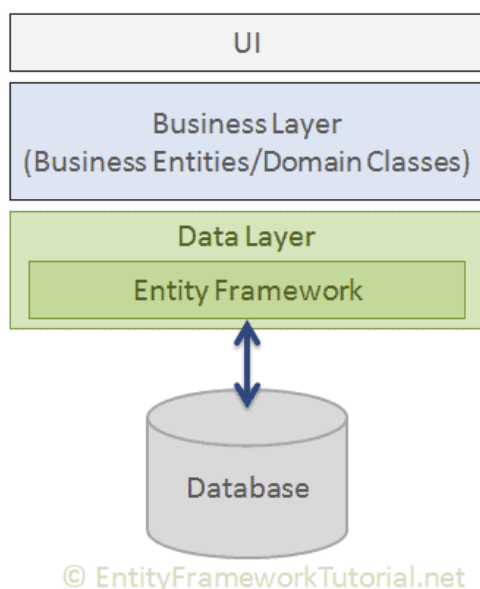 UI
Business Layer
(Business Entities/Domain Classes)
Data Layer
Entity Framework
Database
© EntityFrameworkTutorial.net